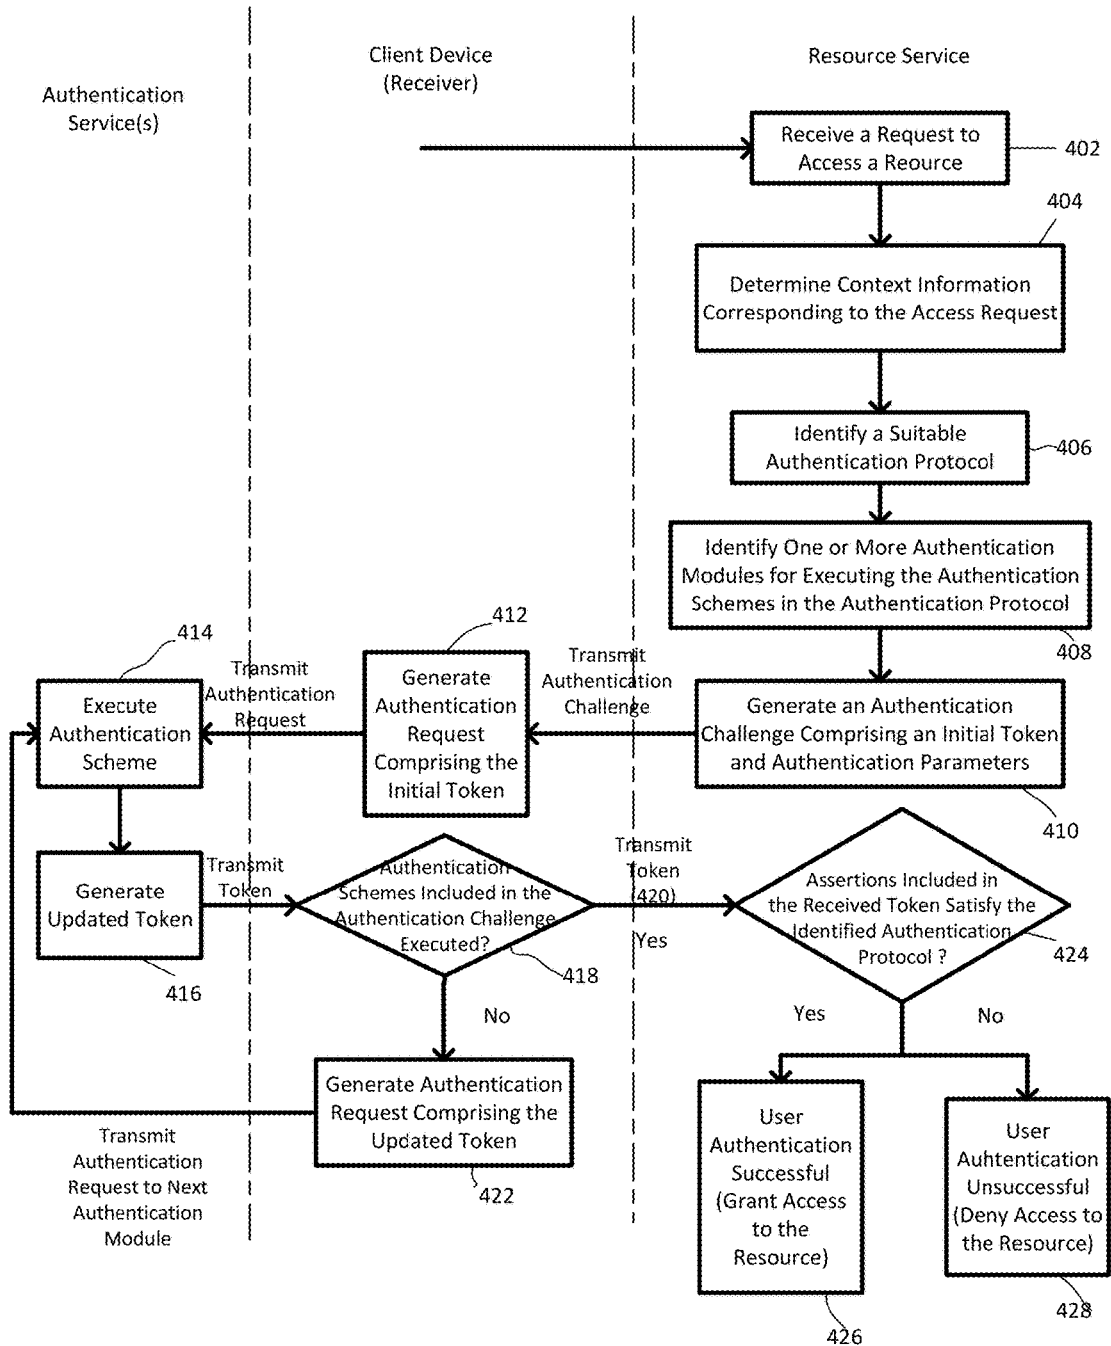 Authentication
Service(s)
Client Device
(Receiver)
Resource Service
Receive a Request to
Access a Reource
402
404
Determine Context Information
Corresponding to the Access Request
Identify a Suitable
Authentication Protocol
406
Identify One or More Authentication
Modules for Executing the Authentication
Schemes in the Authentication Protocol
408
Generate an Authentication
Challenge Comprising an Initial Token
and Authentication Parameters
410
Transmit
Authentication
Challenge
412
Generate
Authentication
Request
Comprising the
Initial Token
Transmit
Authentication
Request
414
Execute
Authentication
Scheme
Generate
Updated Token
416
Transmit
Token
Authentication
Schemes Included in the
Authentication Challenge
Executed?
418
Transmit
Token
(420)
Yes
No
Generate Authentication
Request Comprising the
Updated Token
422
Transmit
Authentication
Request to Next
Authentication
Module
Assertions Included in
the Received Token Satisfy the
Identified Authentication
Protocol ?
424
Yes
No
User
Authentication
Successful
(Grant Access
to the
Resource)
426
User
Auhtentication
Unsuccessful
(Deny Access to
the Resource)
428